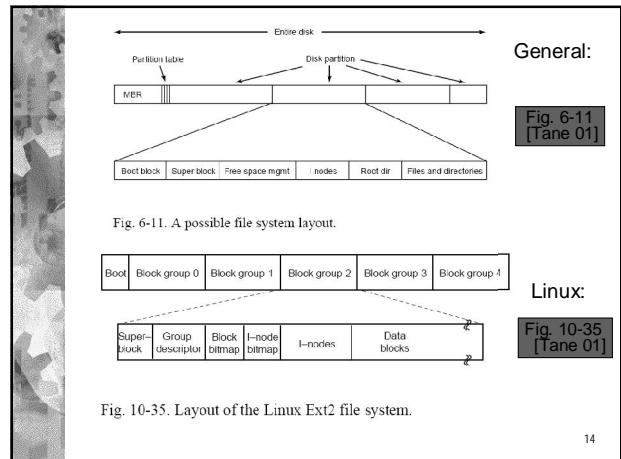 Entire disk
General:
Partition table
Disk partition
MBR
Fig. 6-11
[Tane 01]
Boot block Super block Free space mgmt I nodes Root dir Files and directories
Fig. 6-11. A possible file system layout.
Boot Block group 0 Block group 1 Block group 2 Block group 3 Block group 4
Linux:
Super– Group Block I–node I–nodes Data
block descriptor bitmap bitmap blocks
Fig. 10-35
[Tane 01]
Fig. 10-35. Layout of the Linux Ext2 file system.
14